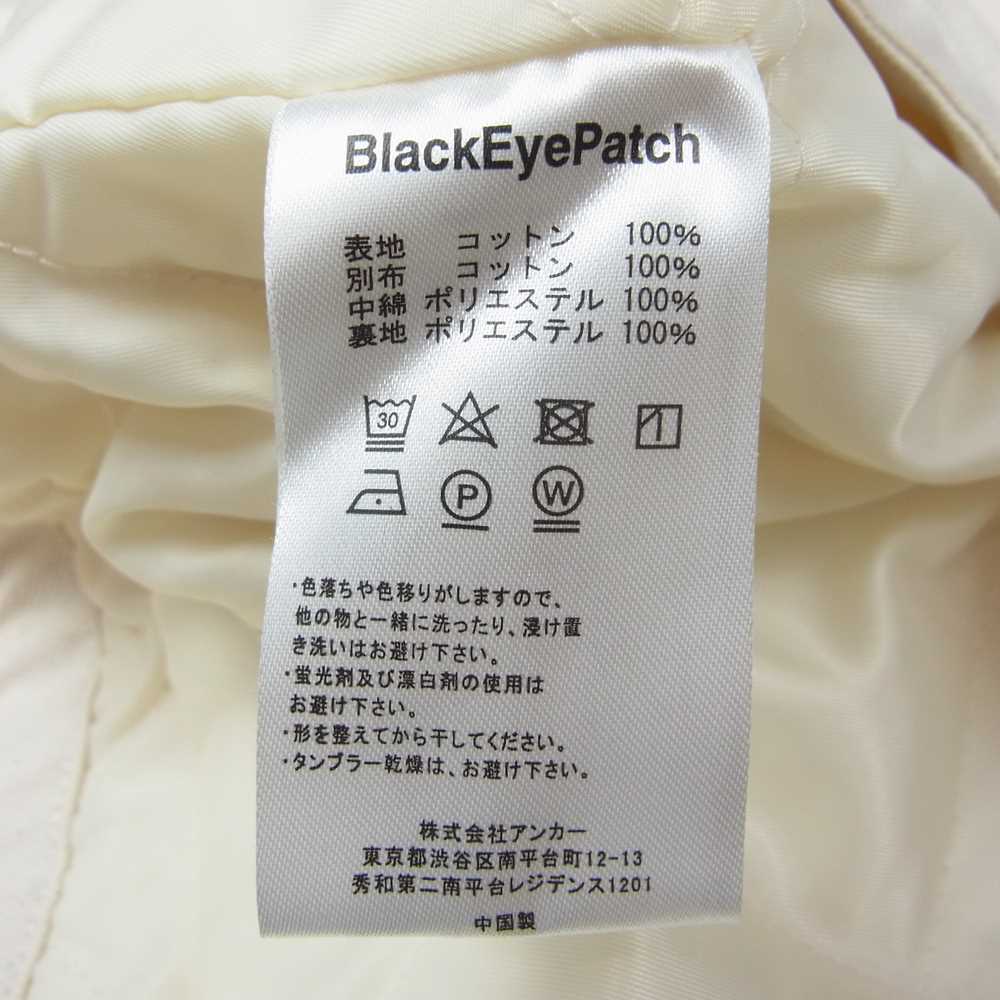 BlackEyePatch
表地 コットン 100%
別布 コットン 100%
中綿 ポリエステル 100%
裏地 ポリエステル 100%
30
P W
・色落ちや色移りがしますので、
他の物と一緒に洗ったり、浸け置
き洗いはお避け下さい。
・蛍光剤及び漂白剤の使用は
お避け下さい。
・形を整えてから干してください。
・タンブラー乾燥は、お避け下さい。
株式会社アンカー
東京都渋谷区南平台町12-13
秀和第二南平台レジデンス1201
中国製